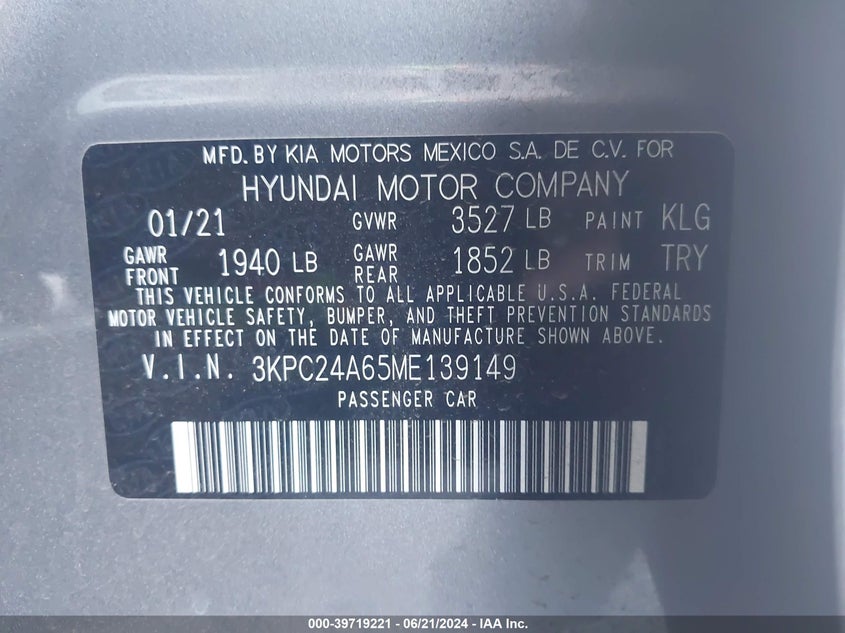 MFD. BY KIA MOTORS MEXICO S.A. DE C.V. FOR
HYUNDAI MOTOR COMPANY
01/21 GVWR 3527 LB PAINT KLG
GAWR FRONT 1940 LB GAWR REAR 1852 LB TRIM TRY
THIS VEHICLE CONFORMS TO ALL APPLICABLE U.S.A. FEDERAL
MOTOR VEHICLE SAFETY, BUMPER, AND THEFT PREVENTION STANDARDS
IN EFFECT ON THE DATE OF MANUFACTURE SHOWN ABOVE.
V.I.N. 3KPC24A65ME139149
PASSENGER CAR
000-39719221 - 06/21/2024 - IAA Inc.